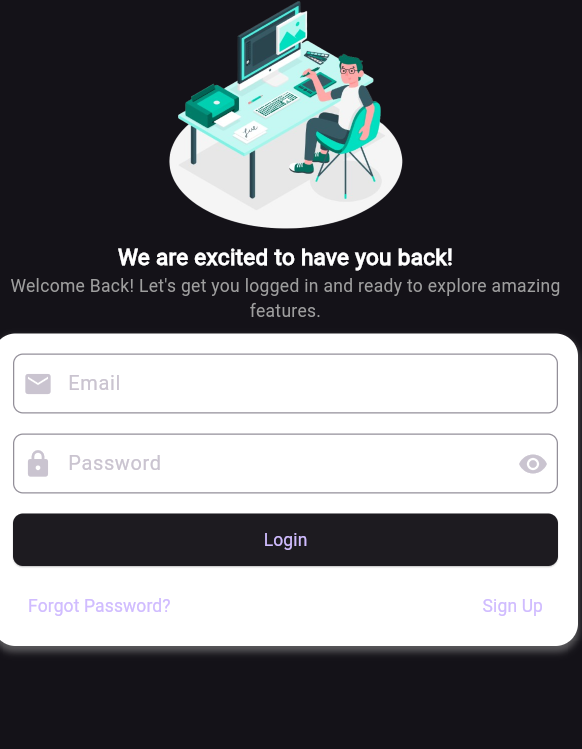 We are excited to have you back!
Welcome Back! Let's get you logged in and ready to explore amazing
features.
Email
Password
Login
Forgot Password?
Sign Up